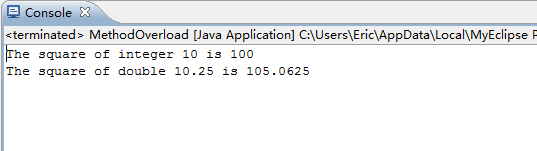 Console
<terminated> MethodOverload [Java Application] C:\Users\Eric\AppData\Local\MyEclipse P
The square of integer 10 is 100
The square of double 10.25 is 105.0625